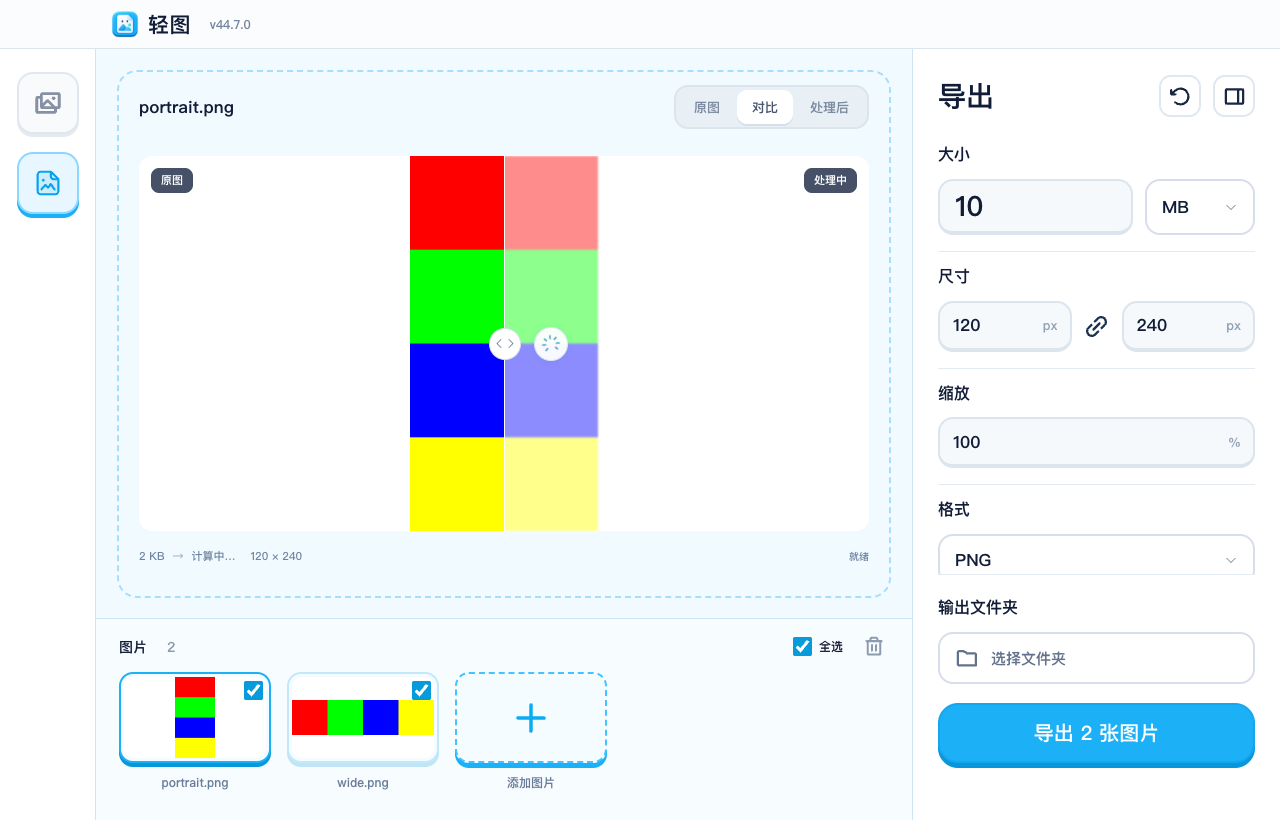 轻图 v44.7.0
portrait.png
原图 对比 处理后
原图 处理中
2 KB → 计算中... 120 × 240 就绪
图片 2 全选
portrait.png wide.png 添加图片
导出
大小
10 MB
尺寸
120 px 240 px
缩放
100 %
格式
PNG
输出文件夹
选择文件夹
导出 2 张图片